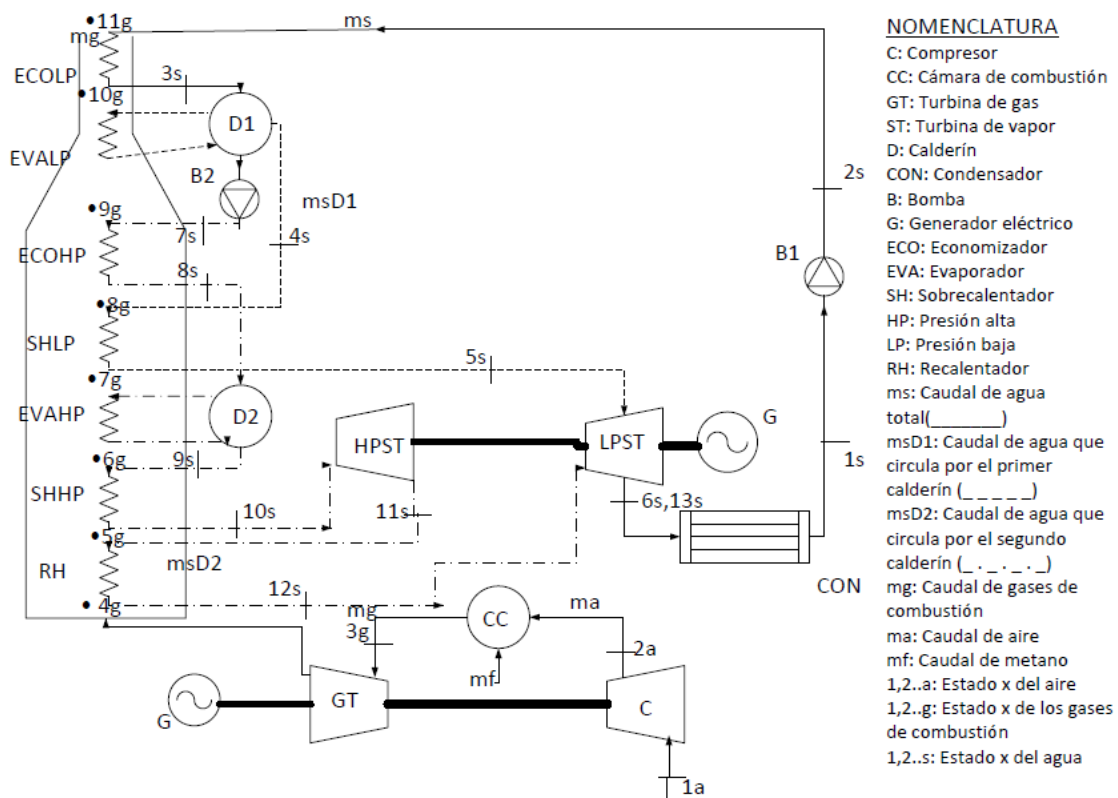 •11g
mg
ms
ECOLP
3s
•10g
D1
EVALP
B2
msD1
2s
•9g
7s
4s
ECOHP
8s
B1
•8g
SHLP
5s
•7g
EVAHP
D2
HPST
LPST
G
•6g
9s
1s
SHHP
6s,13s
10s
11s
•5g
msD2
RH
CON
12s
•4g
mg
ma
3g
CC
2a
mf
GT
C
G
1a
NOMENCLATURA
C: Compresor
CC: Cámara de combustión
GT: Turbina de gas
ST: Turbina de vapor
D: Calderín
CON: Condensador
B: Bomba
G: Generador eléctrico
ECO: Economizador
EVA: Evaporador
SH: Sobrecalentador
HP: Presión alta
LP: Presión baja
RH: Recalentador
ms: Caudal de agua
total(_______)
msD1: Caudal de agua que
circula por el primer
calderín (_ _ _ _ _)
msD2: Caudal de agua que
circula por el segundo
calderín (_ . _ . _ . _)
mg: Caudal de gases de
combustión
ma: Caudal de aire
mf: Caudal de metano
1,2..a: Estado x del aire
1,2..g: Estado x de los gases
de combustión
1,2..s: Estado x del agua